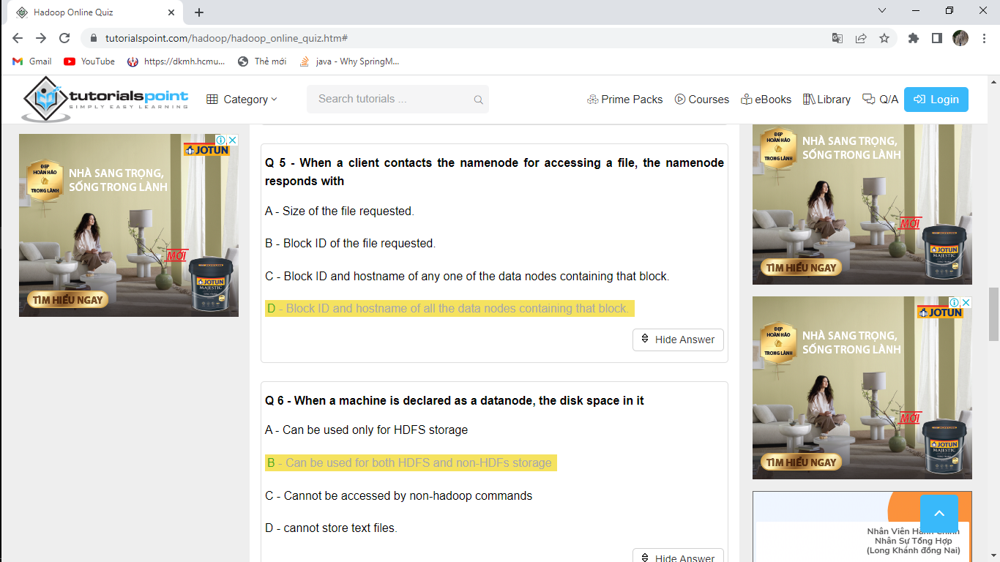 Hadoop Online Quiz
tutorialspoint.com/hadoop/hadoop_online_quiz.htm#
Gmail
YouTube
https://dkmh.hcmu...
Thẻ mới
java - Why SpringM...
tutorialspoint
SIMPLY EASY LEARNING
Category
Search tutorials ...
Prime Packs
Courses
eBooks
Library
Q/A
Login
JOTUN
ĐẸP
HOÀN HẢO
TRONG LÀNH
NHÀ SANG TRỌNG,
SỐNG TRONG LÀNH
MỚI
JOTUN
MAJESTIC
TÌM HIỂU NGAY
Q 5 - When a client contacts the namenode for accessing a file, the namenode
responds with
A - Size of the file requested.
B - Block ID of the file requested.
C - Block ID and hostname of any one of the data nodes containing that block.
D - Block ID and hostname of all the data nodes containing that block.
Hide Answer
Q 6 - When a machine is declared as a datanode, the disk space in it
A - Can be used only for HDFS storage
B - Can be used for both HDFS and non-HDFs storage
C - Cannot be accessed by non-hadoop commands
D - cannot store text files.
Hide Answer
ĐẸP
HOÀN HẢO
TRONG LÀNH
NHÀ SANG TRỌNG,
SỐNG TRONG LÀNH
MỚI
JOTUN
MAJESTIC
TÌM HIỂU NGAY
JOTUN
ĐẸP
HOÀN HẢO
TRONG LÀNH
NHÀ SANG TRỌNG,
SỐNG TRONG LÀNH
MỚI
JOTUN
MAJESTIC
TÌM HIỂU NGAY
Nhân Viên Hành Chính
Nhân Sự Tổng Hợp
(Long Khánh đồng Nai)